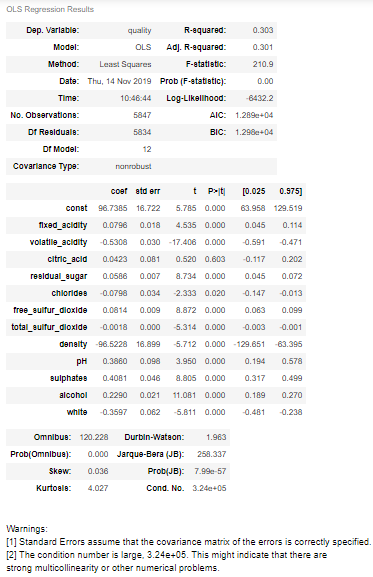 OLS Regression Results
Dep. Variable: quality R-squared: 0.303
Model: OLS Adj. R-squared: 0.301
Method: Least Squares F-statistic: 210.9
Date: Thu, 14 Nov 2019 Prob (F-statistic): 0.00
Time: 10:46:44 Log-Likelihood: -6432.2
No. Observations: 5847 AIC: 1.289e+04
Df Residuals: 5834 BIC: 1.298e+04
Df Model: 12
Covariance Type: nonrobust
coef std err t P>|t| [0.025 0.975]
const 96.7385 16.722 5.785 0.000 63.958 129.519
fixed_acidity 0.0796 0.018 4.535 0.000 0.045 0.114
volatile_acidity -0.5308 0.030 -17.406 0.000 -0.591 -0.471
citric_acid 0.0423 0.081 0.520 0.603 -0.117 0.202
residual_sugar 0.0586 0.007 8.734 0.000 0.045 0.072
chlorides -0.0798 0.034 -2.333 0.020 -0.147 -0.013
free_sulfur_dioxide 0.0814 0.009 8.872 0.000 0.063 0.099
total_sulfur_dioxide -0.0018 0.000 -5.314 0.000 -0.003 -0.001
density -96.5228 16.899 -5.712 0.000 -129.651 -63.395
pH 0.3860 0.098 3.950 0.000 0.194 0.578
sulphates 0.4081 0.046 8.805 0.000 0.317 0.499
alcohol 0.2290 0.021 11.081 0.000 0.189 0.270
white -0.3597 0.062 -5.811 0.000 -0.481 -0.238
Omnibus: 120.228 Durbin-Watson: 1.963
Prob(Omnibus): 0.000 Jarque-Bera (JB): 258.337
Skew: 0.036 Prob(JB): 7.99e-57
Kurtosis: 4.027 Cond. No. 3.24e+05
Warnings:
[1] Standard Errors assume that the covariance matrix of the errors is correctly specified.
[2] The condition number is large, 3.24e+05. This might indicate that there are
strong multicollinearity or other numerical problems.